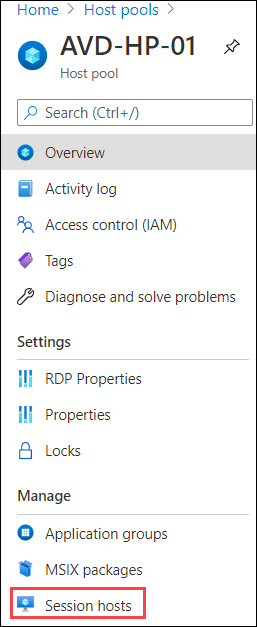 Home > Host pools >
AVD-HP-01
Host pool
Search (Ctrl+/)
Overview
Activity log
Access control (IAM)
Tags
Diagnose and solve problems
Settings
RDP Properties
Properties
Locks
Manage
Application groups
MSIX packages
Session hosts